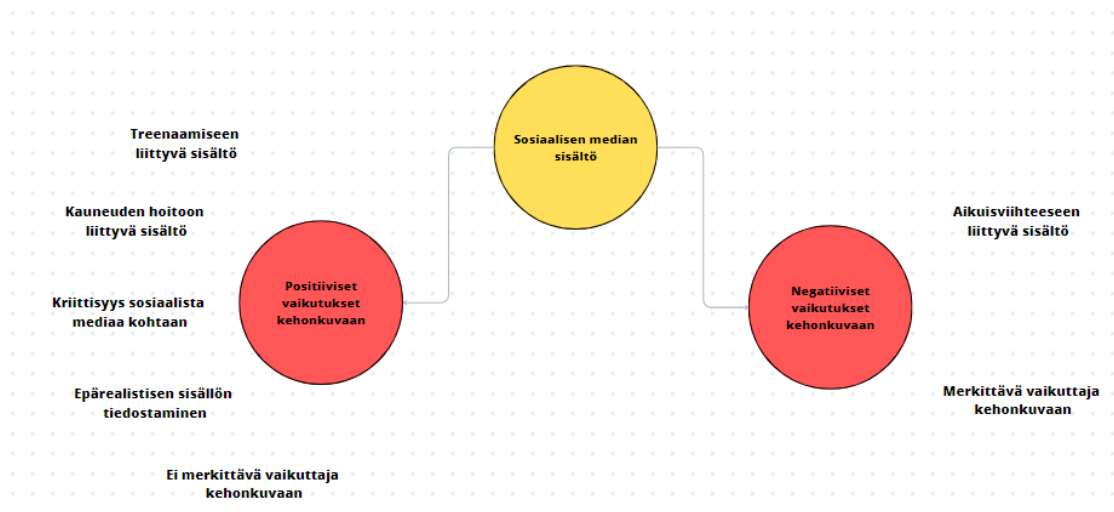 Sosiaalisen median
sisältö
Treenaamiseen
liittyvä sisältö
Kauneuden hoitoon
liittyvä sisältö
Kriittisyys sosiaalista
mediaa kohtaan
Epärealistisen sisällön
tiedostaminen
Ei merkittävä vaikuttaja
kehonkuvaan
Positiiviset
vaikutukset
kehonkuvaan
Negatiiviset
vaikutukset
kehonkuvaan
Aikuisviihteeseen
liittyvä sisältö
Merkittävä vaikuttaja
kehonkuvaan